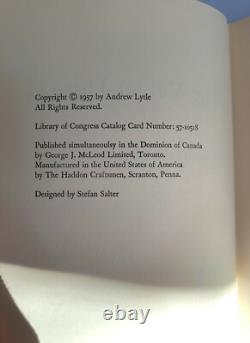 Copyright © 1957 by Andrew Lytle
All Rights Reserved.
Library of Congress Catalog Card Number: 57-10518
Published simultaneoulsy in the Dominion of Canada
by George J. McLeod Limited, Toronto.
Manufactured in the United States of America
by The Haddon Craftsmen, Scranton, Penna.
Designed by Stefan Salter